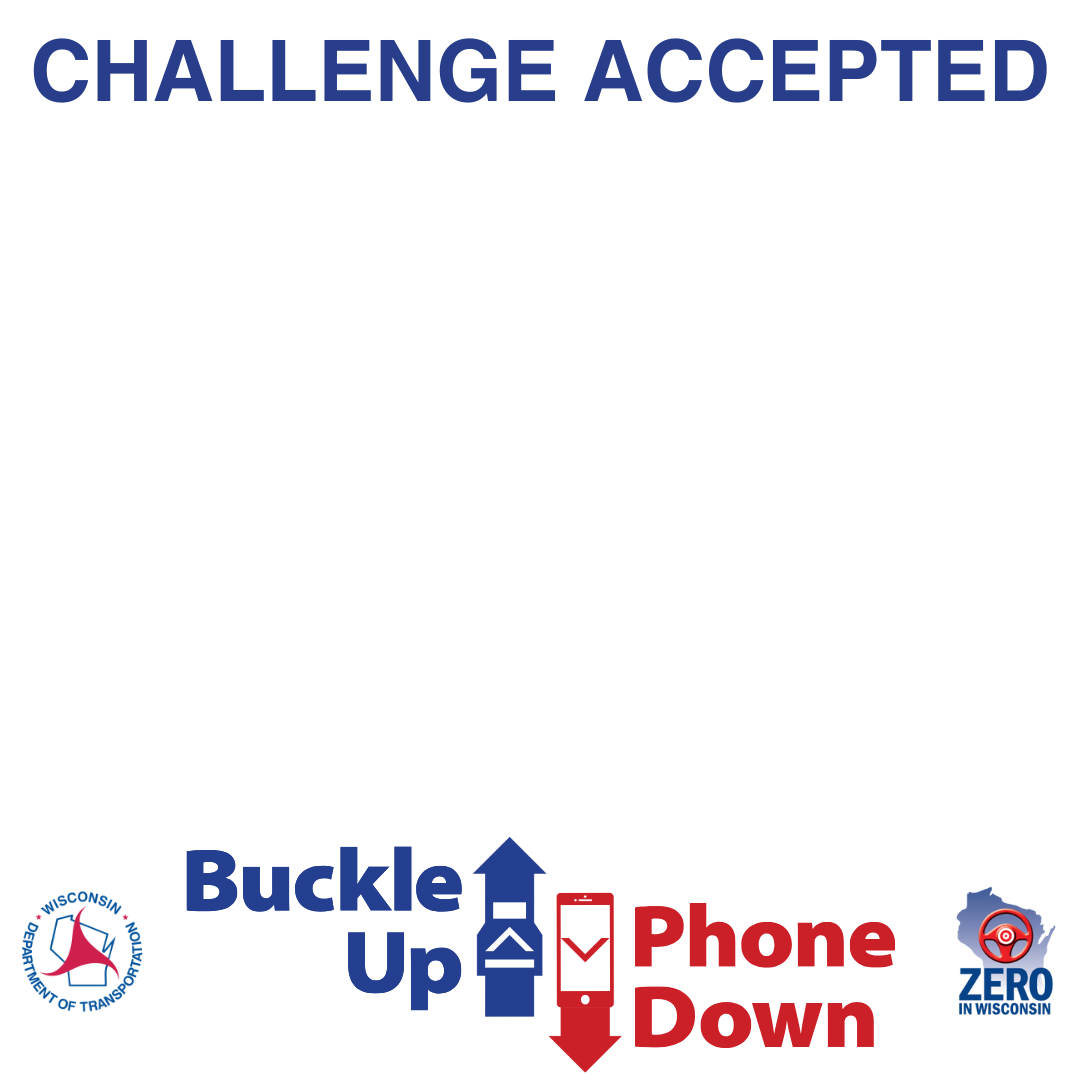 CHALLENGE ACCEPTED
Buckle
Up
Phone
Down
WISCONSIN
DEPARTMENT OF TRANSPORTATION
ZERO
IN WISCONSIN